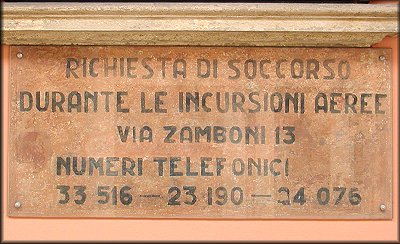 RICHIESTA DI SOCCORSO
DURANTE LE INCURSIONI AEREE
VIA ZAMBONI 13
NUMERI TELEFONICI
33 516 — 23 190 — 24 076